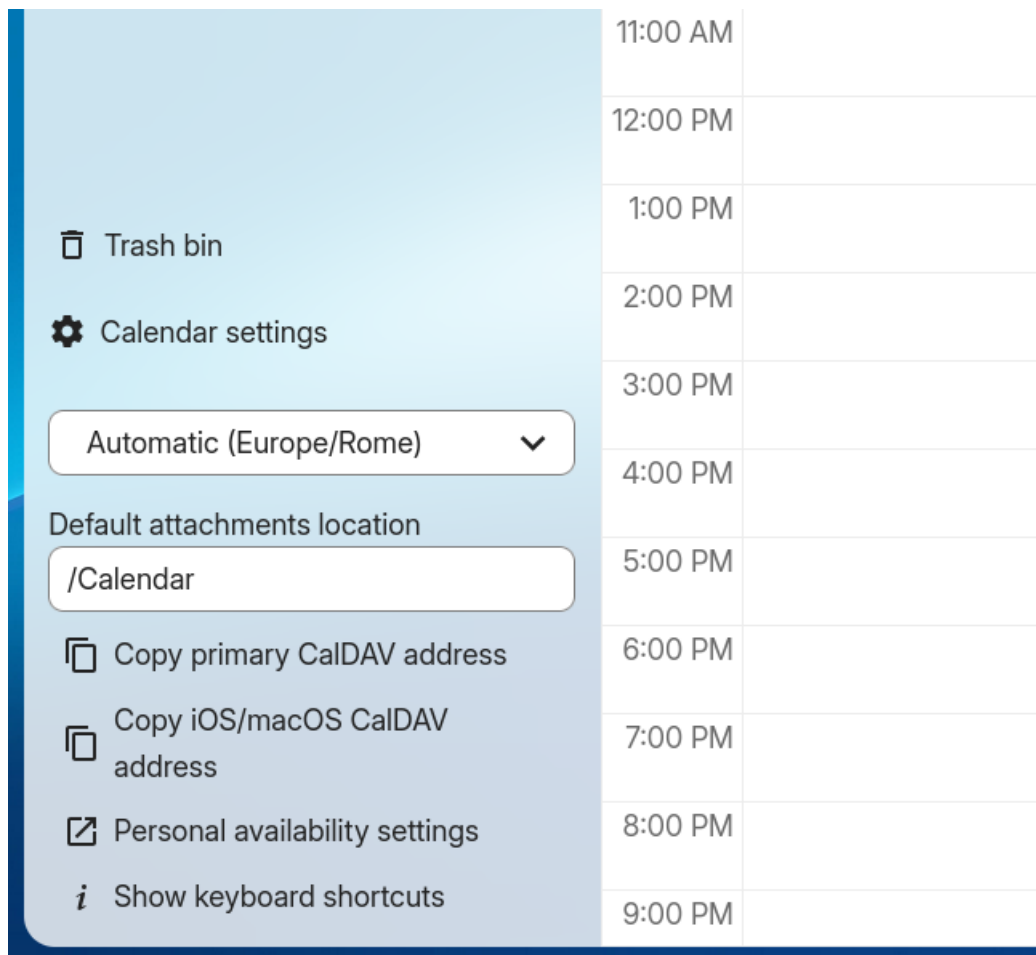 Trash bin
Calendar settings
Automatic (Europe/Rome)
Default attachments location
/Calendar
Copy primary CalDAV address
Copy iOS/macOS CalDAV
address
Personal availability settings
i Show keyboard shortcuts
11:00 AM
12:00 PM
1:00 PM
2:00 PM
3:00 PM
4:00 PM
5:00 PM
6:00 PM
7:00 PM
8:00 PM
9:00 PM